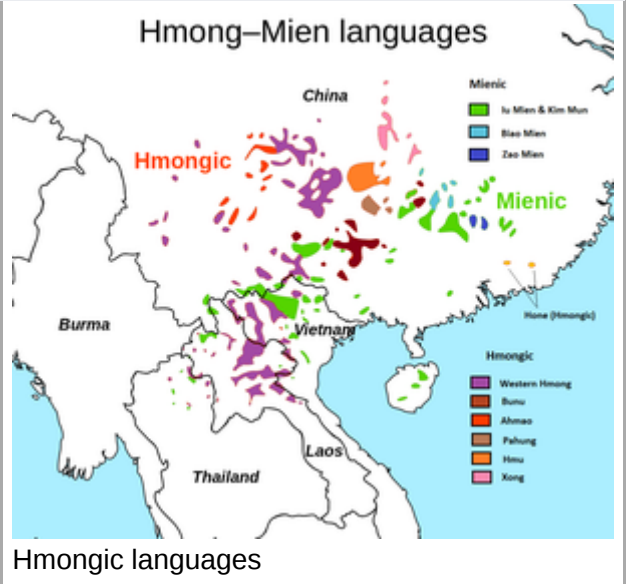 Hmong–Mien languages
China
Mienic
Iu Mien & Kim Mun
Biao Mien
Zao Mien
Hmongic
Mienic
Hone (Hmongic)
Burma
Vietnam
Hmongic
Western Hmong
Bunu
Ahmao
Pahung
Hmu
Xong
Laos
Thailand
Hmongic languages